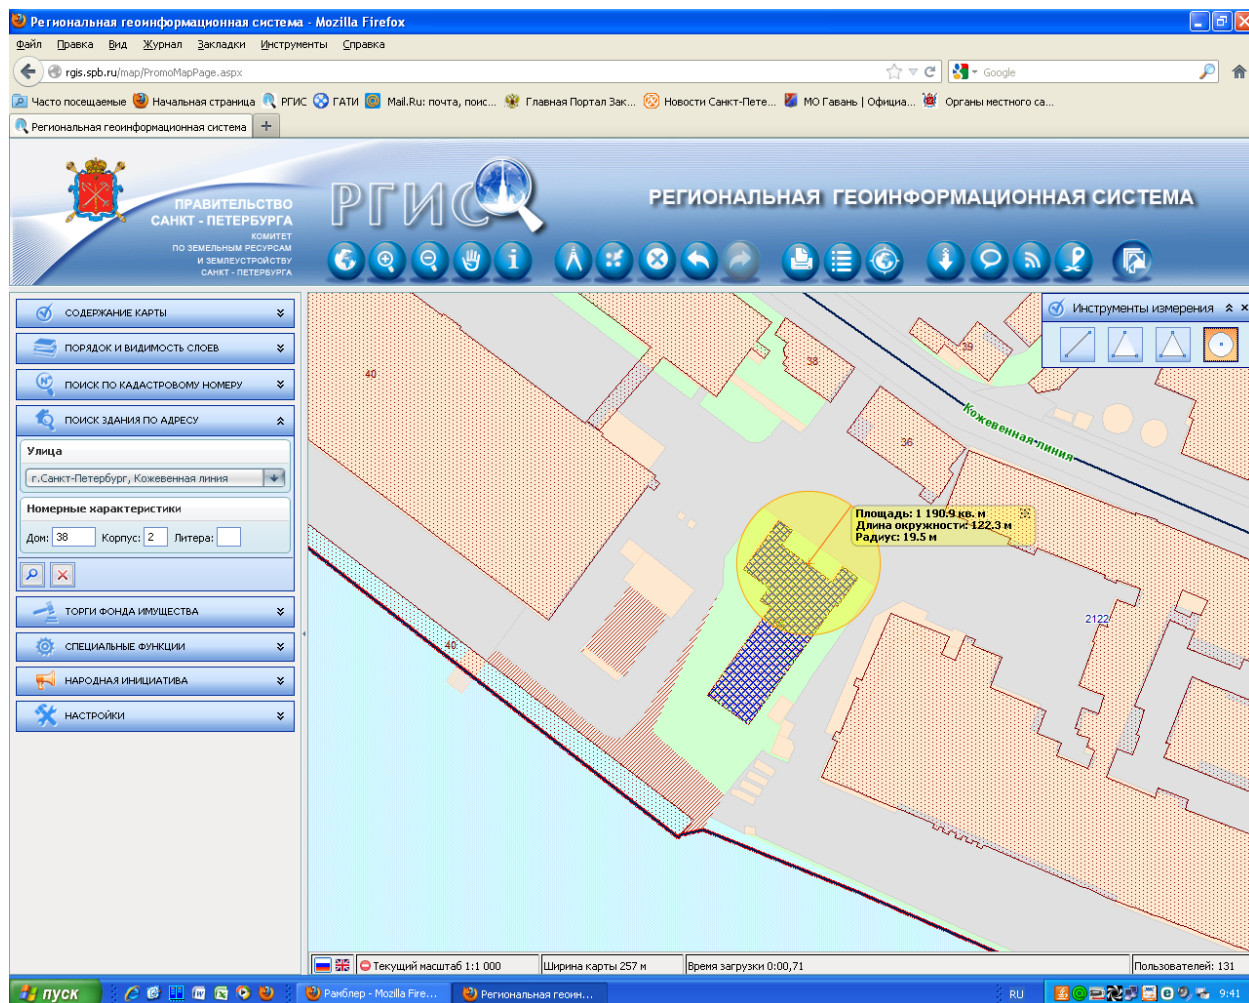 Региональная геоинформационная система - Mozilla Firefox
Файл Правка Вид Журнал Закладки Инструменты Справка
rgis.spb.ru/map/PromoMapPage.aspx
Google
Часто посещаемые Начальная страница РГИС ГАТИ Mail.Ru: почта, поис... Главная Портал Зак... Новости Санкт-Пете... МО Гавань | Официа... Органы местного са...
Региональная геоинформационная система
ПРАВИТЕЛЬСТВО
САНКТ - ПЕТЕРБУРГА
КОМИТЕТ
ПО ЗЕМЕЛЬНЫМ РЕСУРСАМ
И ЗЕМЛЕУСТРОЙСТВУ
САНКТ - ПЕТЕРБУРГА
РГИС
РЕГИОНАЛЬНАЯ ГЕОИНФОРМАЦИОННАЯ СИСТЕМА
СОДЕРЖАНИЕ КАРТЫ
ПОРЯДОК И ВИДИМОСТЬ СЛОЕВ
ПОИСК ПО КАДАСТРОВОМУ НОМЕРУ
ПОИСК ЗДАНИЯ ПО АДРЕСУ
Улица
г.Санкт-Петербург, Кожевенная линия
Номерные характеристики
Дом: 38 Корпус: 2 Литера:
ТОРГИ ФОНДА ИМУЩЕСТВА
СПЕЦИАЛЬНЫЕ ФУНКЦИИ
НАРОДНАЯ ИНИЦИАТИВА
НАСТРОЙКИ
Инструменты измерения
40
38
39
36
Кожевенная линия
Площадь: 1 190.9 кв. м
Длина окружности: 122.3 м
Радиус: 19.5 м
2122
40
Текущий масштаб 1:1 000
Ширина карты 257 м
Время загрузки 0:00,71
Пользователей: 131
пуск
Рамблер - Mozilla Fire...
Региональная геоин...
RU
9:41